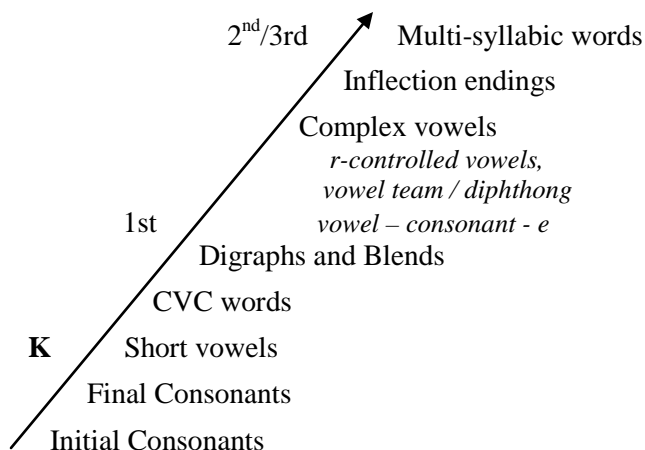 2nd/3rd Multi-syllabic words
Inflection endings
Complex vowels
r-controlled vowels,
vowel team / diphthong
1st vowel – consonant - e
Digraphs and Blends
CVC words
K Short vowels
Final Consonants
Initial Consonants